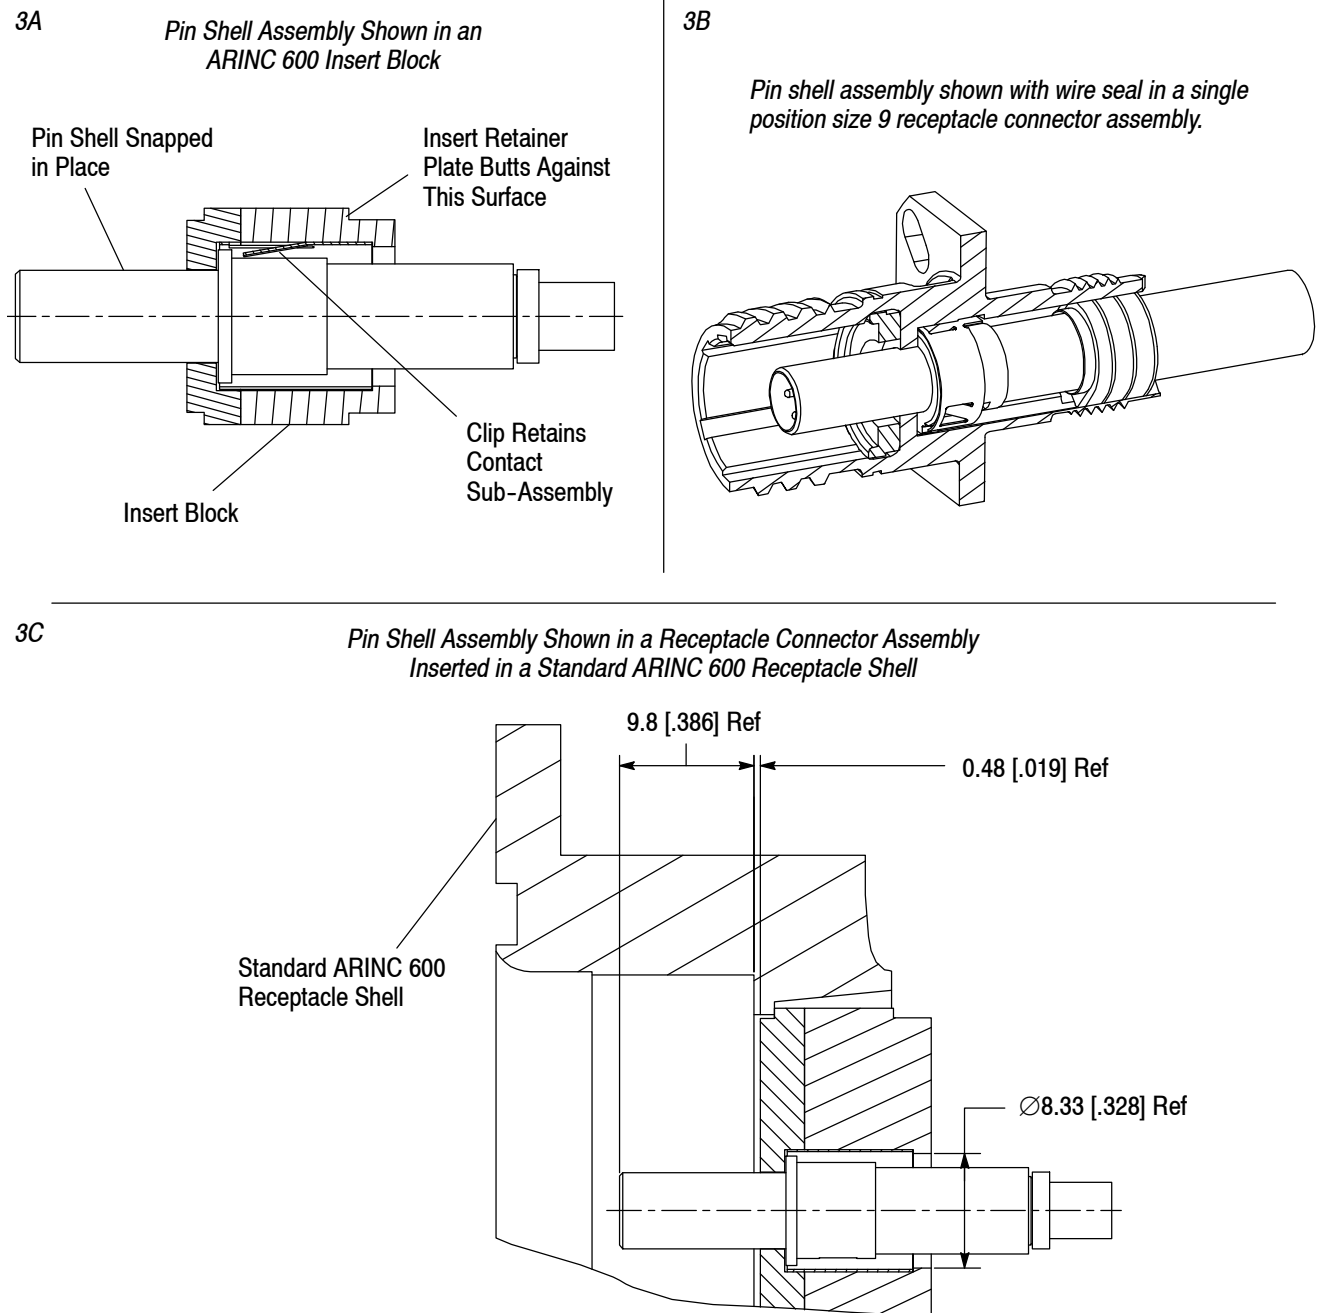 3A
Pin Shell Assembly Shown in an
ARINC 600 Insert Block
Pin Shell Snapped
in Place
Insert Retainer
Plate Butts Against
This Surface
Clip Retains
Contact
Sub-Assembly
Insert Block
3B
Pin shell assembly shown with wire seal in a single
position size 9 receptacle connector assembly.
3C
Pin Shell Assembly Shown in a Receptacle Connector Assembly
Inserted in a Standard ARINC 600 Receptacle Shell
9.8 [.386] Ref
0.48 [.019] Ref
Standard ARINC 600
Receptacle Shell
∅8.33 [.328] Ref